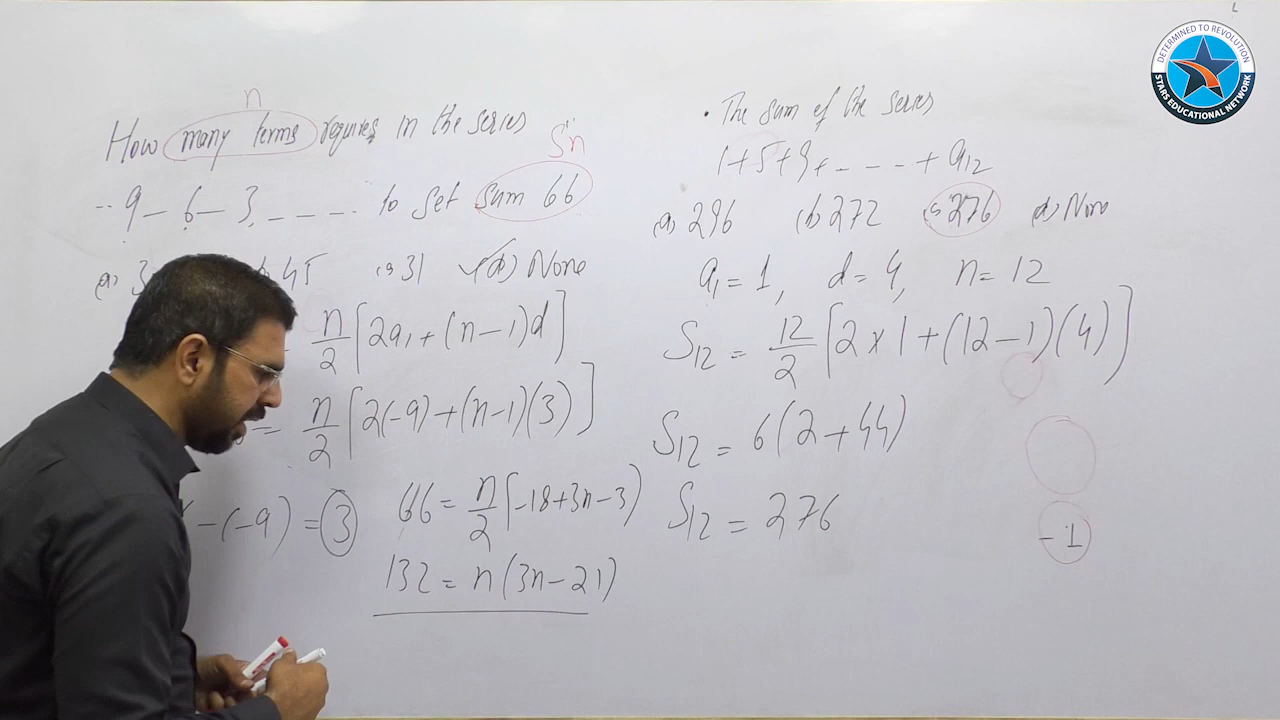 n
How many terms requires in the series
Sn
-9-6-3, - - - - to get sum 66
(a) 3 45 (c) 31 (d) None
n/2 [2a₁+(n-1)d]
= n/2 [2(-9)+(n-1)(3)]
-(-9) = 3
66 = n/2 [-18+3n-3)
132 = n(3n-21)
. The sum of the series
1+5+9+ - - - - + a₁₂
(a) 296 (b) 272 (c) 276 (d) None
a₁ = 1, d = 4, n = 12
S₁₂ = 12/2 [2×1+(12-1)(4)]
S₁₂ = 6(2+44)
S₁₂ = 276
-1
DETERMINED TO REVOLUTION
STARS EDUCATIONAL NETWORK